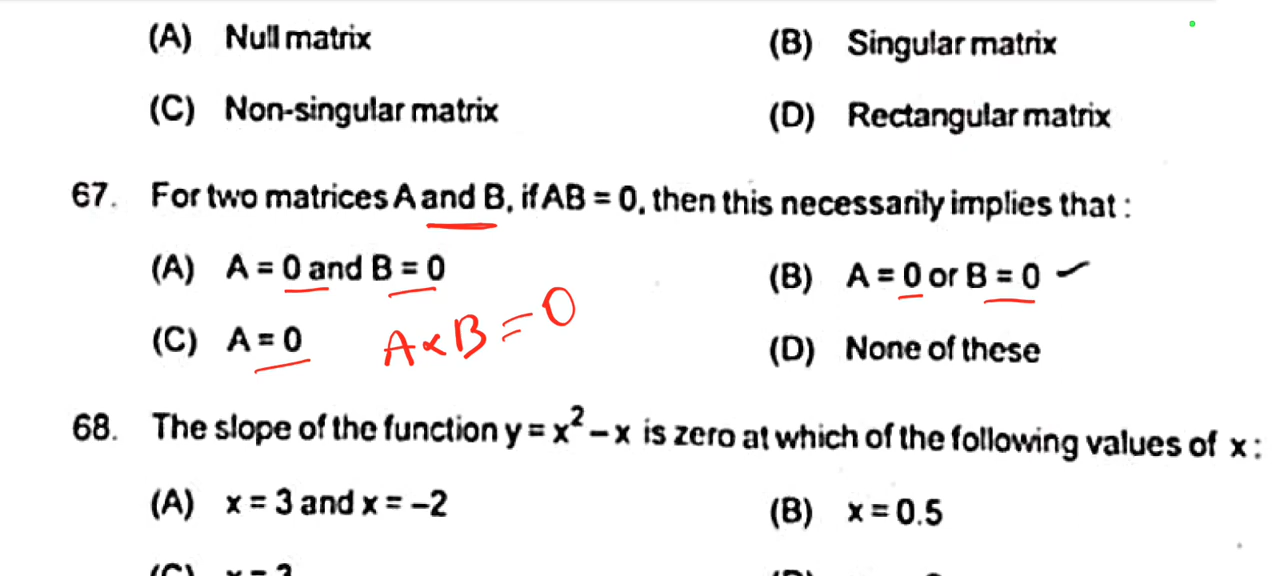 (A) Null matrix (B) Singular matrix
(C) Non-singular matrix (D) Rectangular matrix
67. For two matrices A and B, if AB = 0, then this necessarily implies that :
(A) A = 0 and B = 0 (B) A = 0 or B = 0 ✓
(C) A = 0 A×B=0 (D) None of these
68. The slope of the function y = x² – x is zero at which of the following values of x :
(A) x = 3 and x = –2 (B) x = 0.5